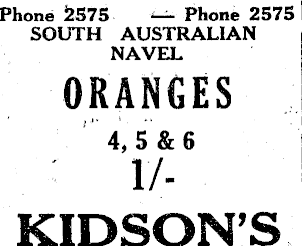 Phone 2575 — Phone 2575
SOUTH AUSTRALIAN
NAVEL
ORANGES
4, 5 & 6
1/-
KIDSON'S